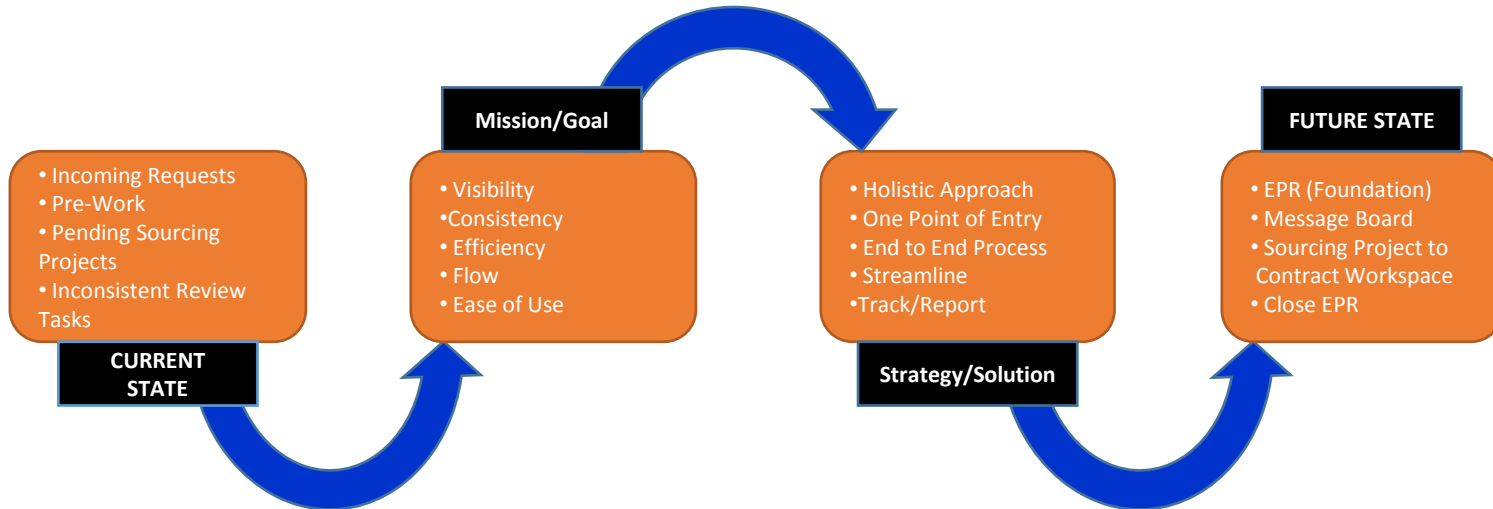 • Incoming Requests
• Pre-Work
• Pending Sourcing
Projects
• Inconsistent Review
Tasks
CURRENT
STATE
Mission/Goal
• Visibility
•Consistency
• Efficiency
• Flow
• Ease of Use
• Holistic Approach
• One Point of Entry
• End to End Process
• Streamline
•Track/Report
Strategy/Solution
FUTURE STATE
• EPR (Foundation)
• Message Board
• Sourcing Project to
Contract Workspace
• Close EPR